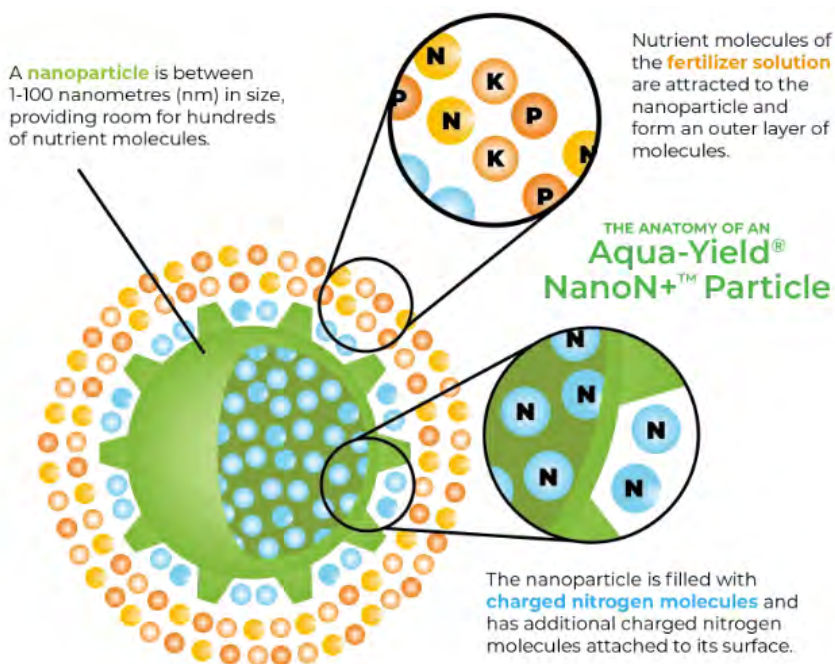 A nanoparticle is between
1-100 nanometres (nm) in size,
providing room for hundreds
of nutrient molecules.
N
K
P
P
N
K
N
P
Nutrient molecules of
the fertilizer solution
are attracted to the
nanoparticle and
form an outer layer of
molecules.
THE ANATOMY OF AN
Aqua-Yield®
NanoN+™ Particle
N
N
N
N
N
N
The nanoparticle is filled with
charged nitrogen molecules and
has additional charged nitrogen
molecules attached to its surface.